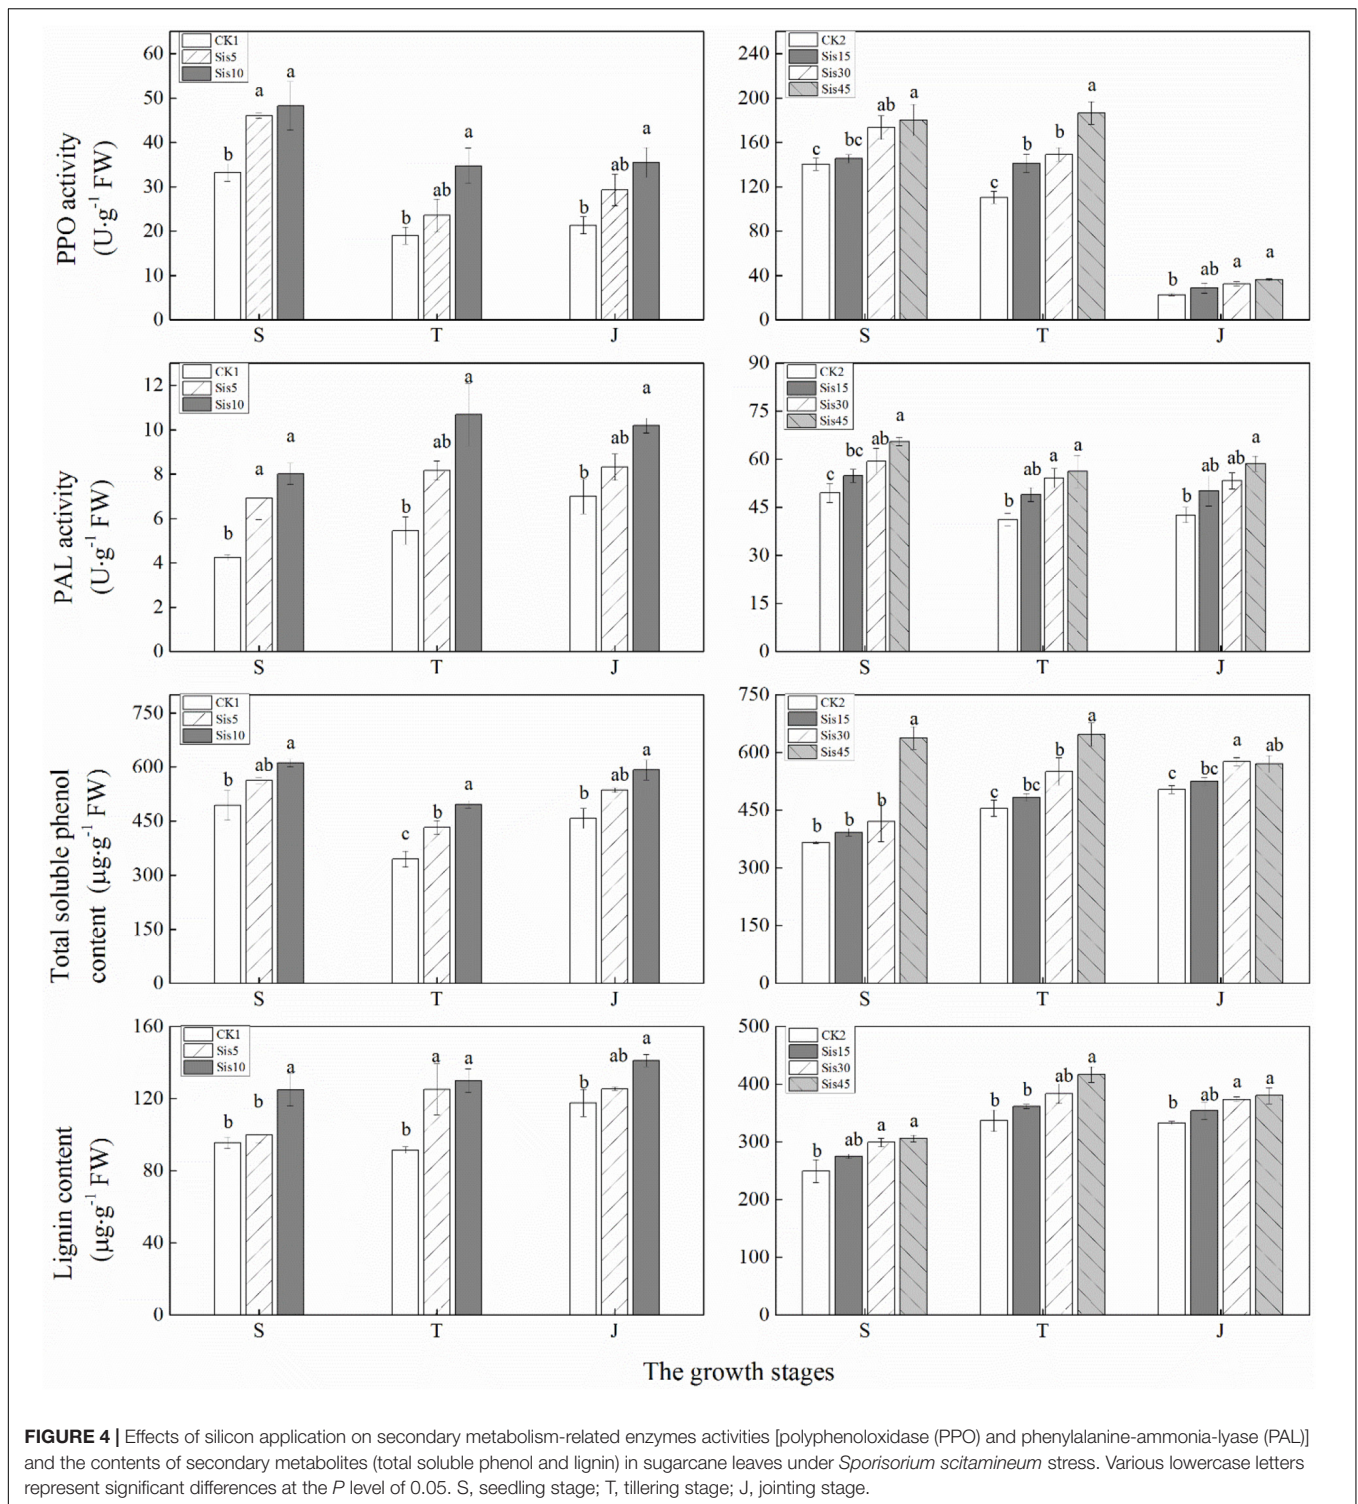 CK1
Sis5
Sis10
60
50
40
30
20
10
0
b
a
a
b
ab
a
b
ab
a
S
T
J
PPO activity
(U·g-1 FW)
CK2
Sis15
Sis30
Sis45
240
200
160
120
80
40
0
c
bc
ab
a
c
b
b
a
b
ab
a
a
S
T
J
CK1
Sis5
Sis10
12
10
8
6
4
2
0
b
a
a
b
ab
a
b
ab
a
S
T
J
PAL activity
(U·g-1 FW)
CK2
Sis15
Sis30
Sis45
90
75
60
45
30
15
0
c
bc
ab
a
b
ab
a
a
b
ab
ab
a
S
T
J
CK1
Sis5
Sis10
750
600
450
300
150
0
b
ab
a
c
b
a
b
ab
a
S
T
J
Total soluble phenol
content (μg·g-1 FW)
CK2
Sis15
Sis30
Sis45
750
600
450
300
150
0
b
b
b
a
c
bc
b
a
c
bc
a
ab
S
T
J
CK1
Sis5
Sis10
160
120
80
40
0
b
b
a
b
a
a
b
ab
a
S
T
J
Lignin content
(μg·g-1 FW)
CK2
Sis15
Sis30
Sis45
500
400
300
200
100
0
b
ab
a
a
b
b
ab
a
b
ab
a
a
S
T
J
The growth stages
FIGURE 4 | Effects of silicon application on secondary metabolism-related enzymes activities [polyphenoloxidase (PPO) and phenylalanine-ammonia-lyase (PAL)]
and the contents of secondary metabolites (total soluble phenol and lignin) in sugarcane leaves under Sporisorium scitamineum stress. Various lowercase letters
represent significant differences at the P level of 0.05. S, seedling stage; T, tillering stage; J, jointing stage.